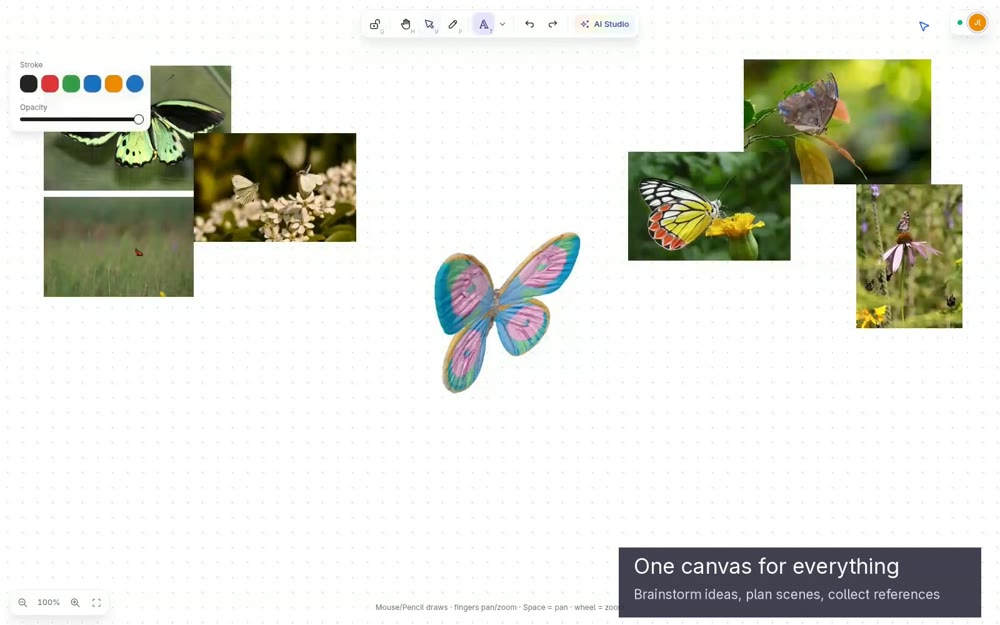 G
H
V
P
T
AI Studio
JI
Stroke
Opacity
100%
Mouse/Pencil draws · fingers pan/zoom · Space = pan · wheel = zoom
One canvas for everything
Brainstorm ideas, plan scenes, collect references